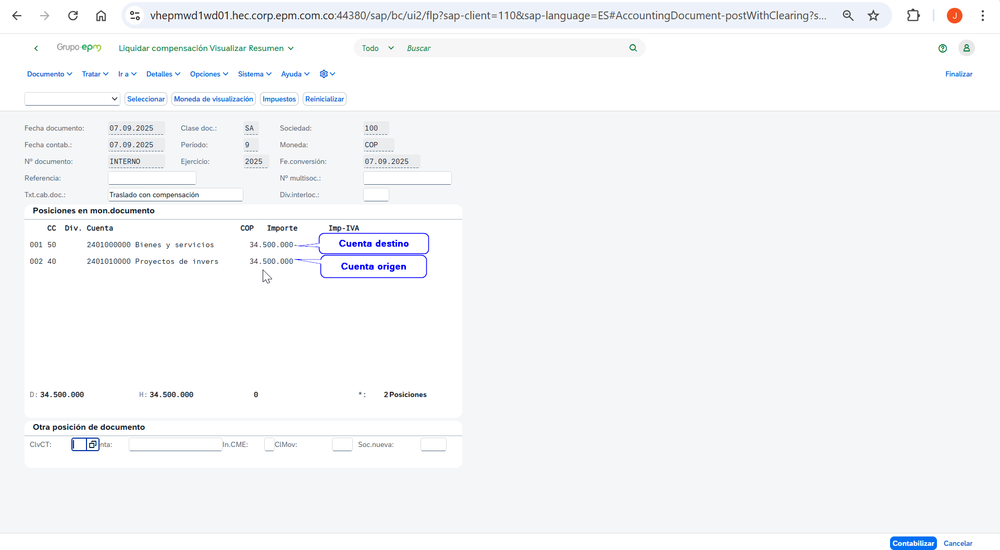 vhepmwd1wd01.hec.corp.epm.com.co:44380/sap/bc/ui2/flp?sap-client=110&sap-language=ES#AccountingDocument-postWithClearing?s...
J
Grupo·epm
Liquidar compensación Visualizar Resumen
Todo
Buscar
Documento
Tratar
Ir a
Detalles
Opciones
Sistema
Ayuda
Finalizar
Seleccionar
Moneda de visualización
Impuestos
Reinicializar
Fecha documento: 07.09.2025 Clase doc.: SA Sociedad: 100
Fecha contab.: 07.09.2025 Período: 9 Moneda: COP
Nº documento: INTERNO Ejercicio: 2025 Fe.conversión: 07.09.2025
Referencia: Nº multisoc.:
Txt.cab.doc.: Traslado con compensación Div.interloc.:
Posiciones en mon.documento
CC Div. Cuenta COP Importe Imp-IVA
001 50 2401000000 Bienes y servicios 34.500.000- Cuenta destino
002 40 2401010000 Proyectos de invers 34.500.000 Cuenta origen
D: 34.500.000 H: 34.500.000 0 *: 2 Posiciones
Otra posición de documento
ClvCT: nta: In.CME: ClMov: Soc.nueva:
Contabilizar
Cancelar